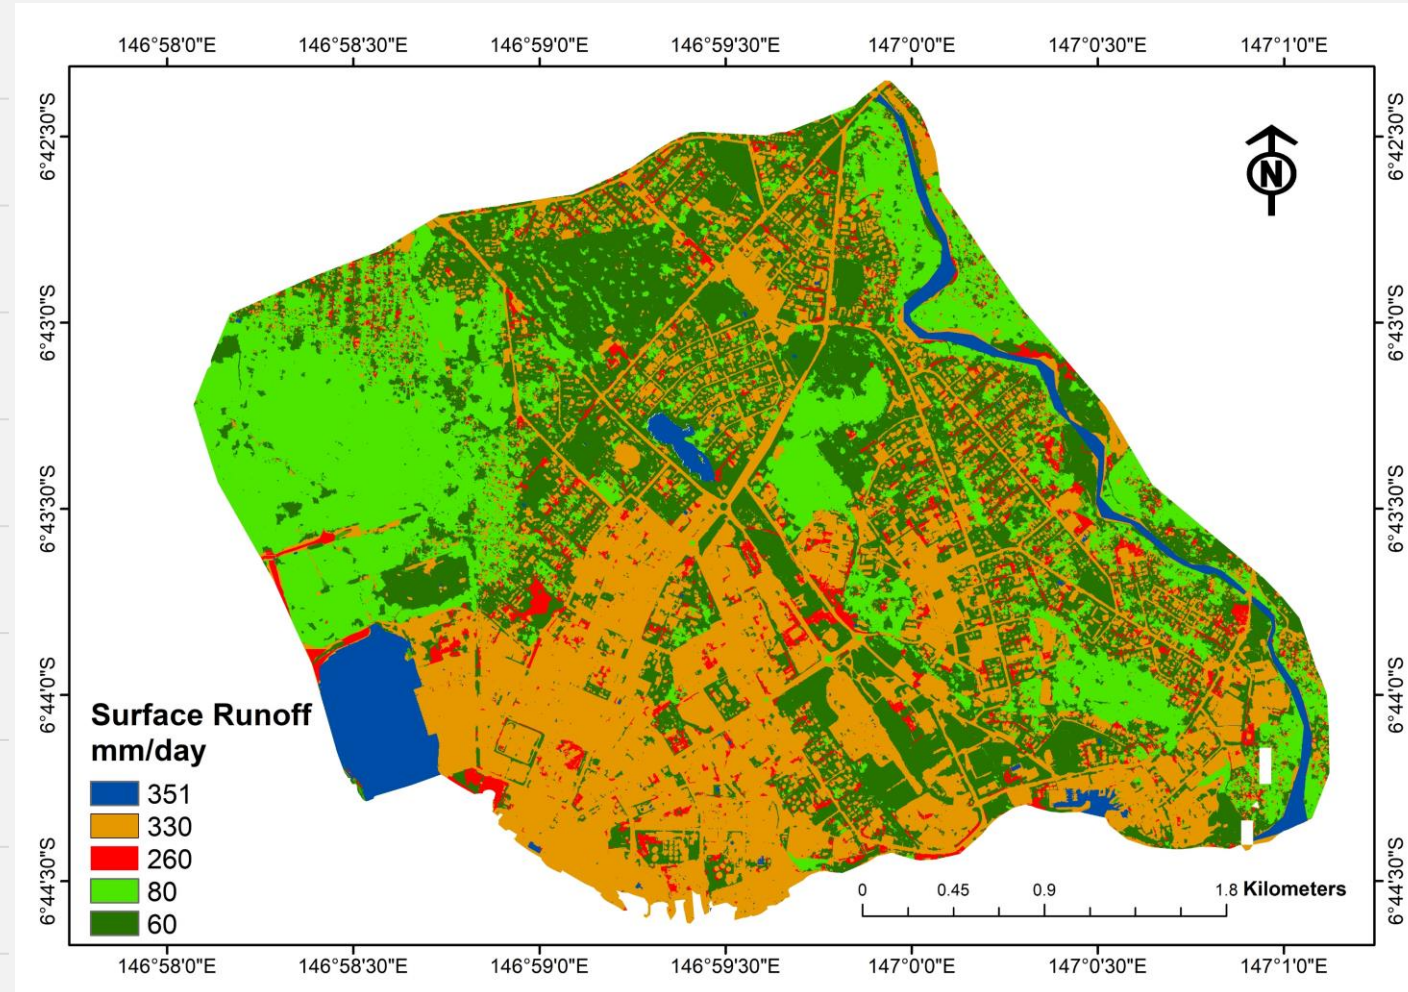 146°58'0"E 146°58'30"E 146°59'0"E 146°59'30"E 147°0'0"E 147°0'30"E 147°1'0"E
6°42'30"S 6°42'30"S
N
6°43'0"S 6°43'0"S
6°43'30"S 6°43'30"S
6°44'0"S 6°44'0"S
Surface Runoff
mm/day
351
330
260
80
60
6°44'30"S 6°44'30"S
0 0.45 0.9 1.8 Kilometers
146°58'0"E 146°58'30"E 146°59'0"E 146°59'30"E 147°0'0"E 147°0'30"E 147°1'0"E